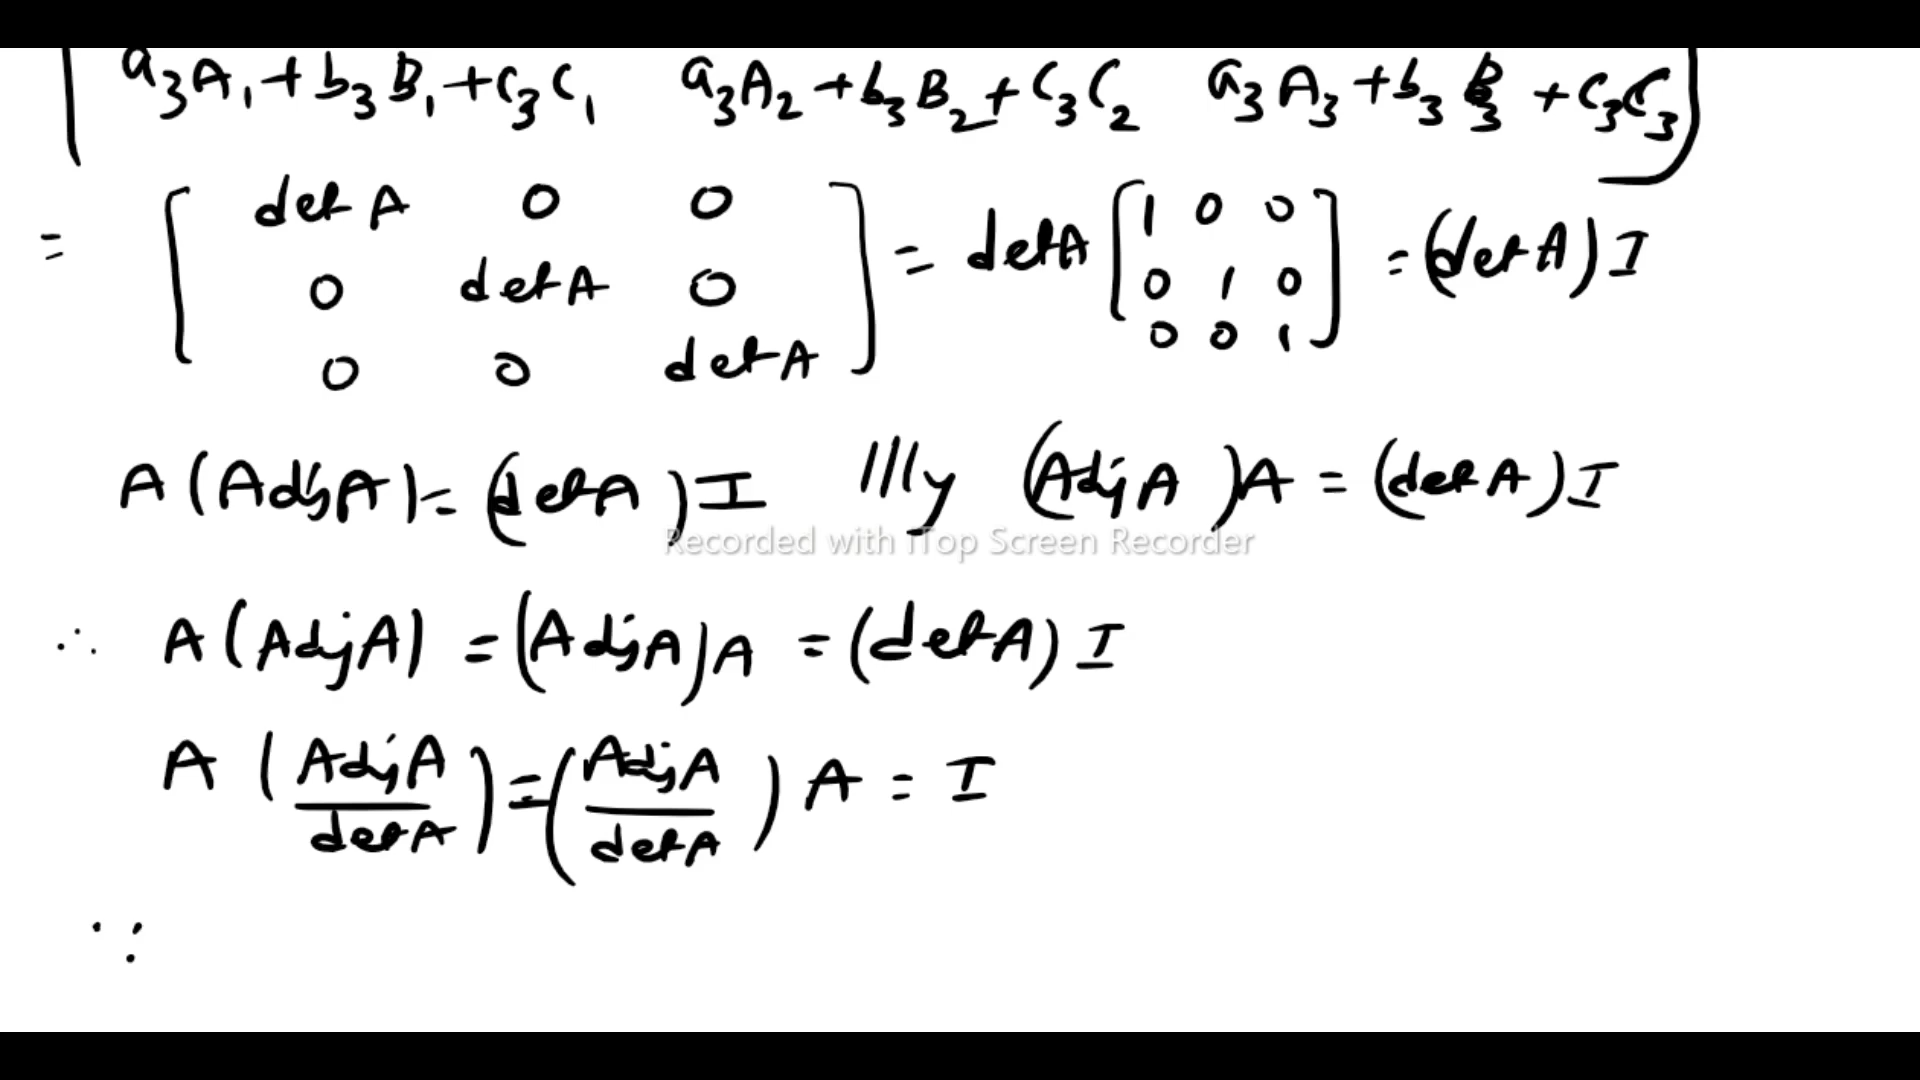 a₃A₁+b₃B₁+c₃C₁ a₃A₂+b₃B₂+c₃C₂ a₃A₃+b₃B₃+c₃C₃
= [ det A 0 0 ] = detA [ 1 0 0 ] = (det A) I
0 det A 0 0 1 0
0 0 det A 0 0 1
A (Adj A) = (det A) I |||ly (Adj A) A = (det A) I
Recorded with iTop Screen Recorder
∴ A (Adj A) = (Adj A) A = (det A) I
A (Adj A / det A) = (Adj A / det A) A = I
∵